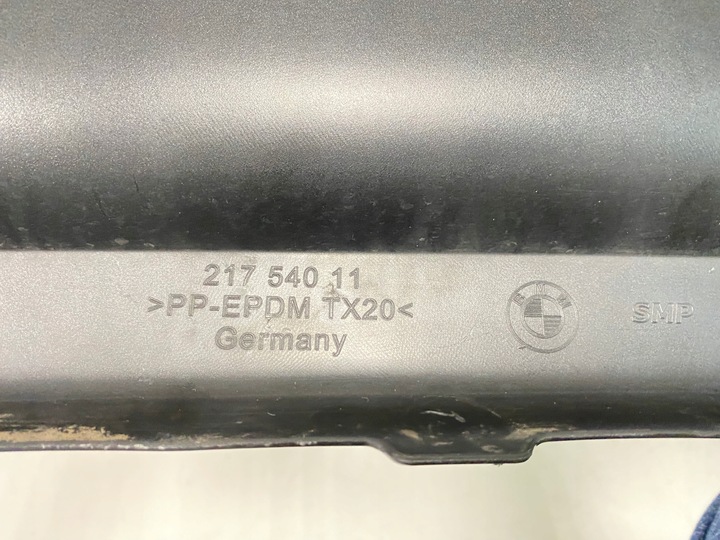 217 540 11
>PP-EPDM TX20<
Germany
BMW
SMP